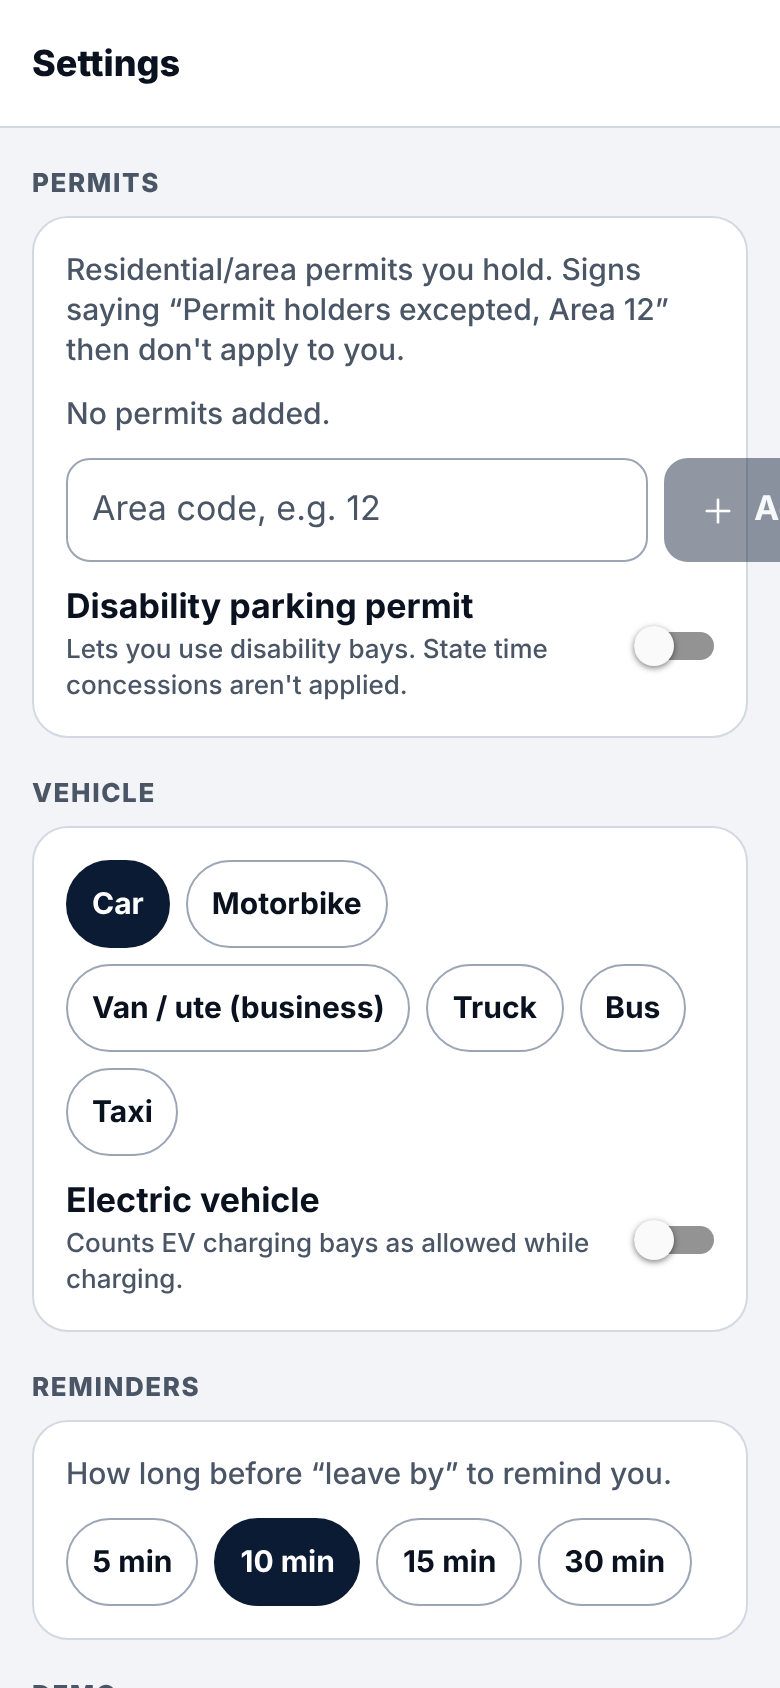 Settings
PERMITS
Residential/area permits you hold. Signs
saying “Permit holders excepted, Area 12”
then don't apply to you.
No permits added.
Area code, e.g. 12
+ A
Disability parking permit
Lets you use disability bays. State time
concessions aren't applied.
VEHICLE
Car
Motorbike
Van / ute (business)
Truck
Bus
Taxi
Electric vehicle
Counts EV charging bays as allowed while
charging.
REMINDERS
How long before “leave by” to remind you.
5 min
10 min
15 min
30 min